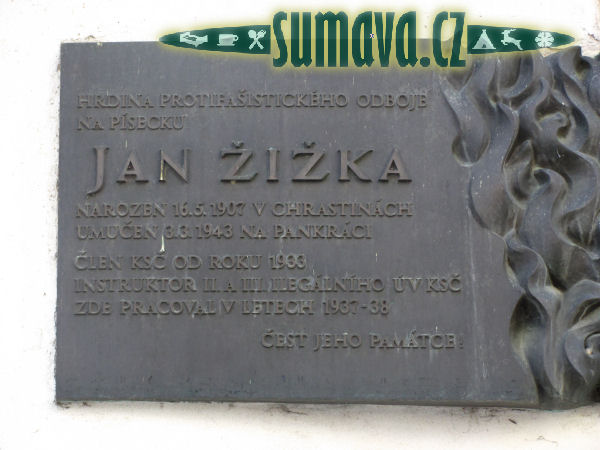 sumava.cz
HRDINA PROTIFAŠISTICKÉHO ODBOJE
NA PÍSECKU
JAN ŽIŽKA
NAROZEN 16.5.1907 V CHRASTINÁCH
UMUČEN 3.3.1943 NA PANKRÁCI
ČLEN KSČ OD ROKU 1933
INSTRUKTOR II. A III. ILEGÁLNÍHO ÚV KSČ
ZDE PRACOVAL V LETECH 1937-38
ČEST JEHO PAMÁTCE!